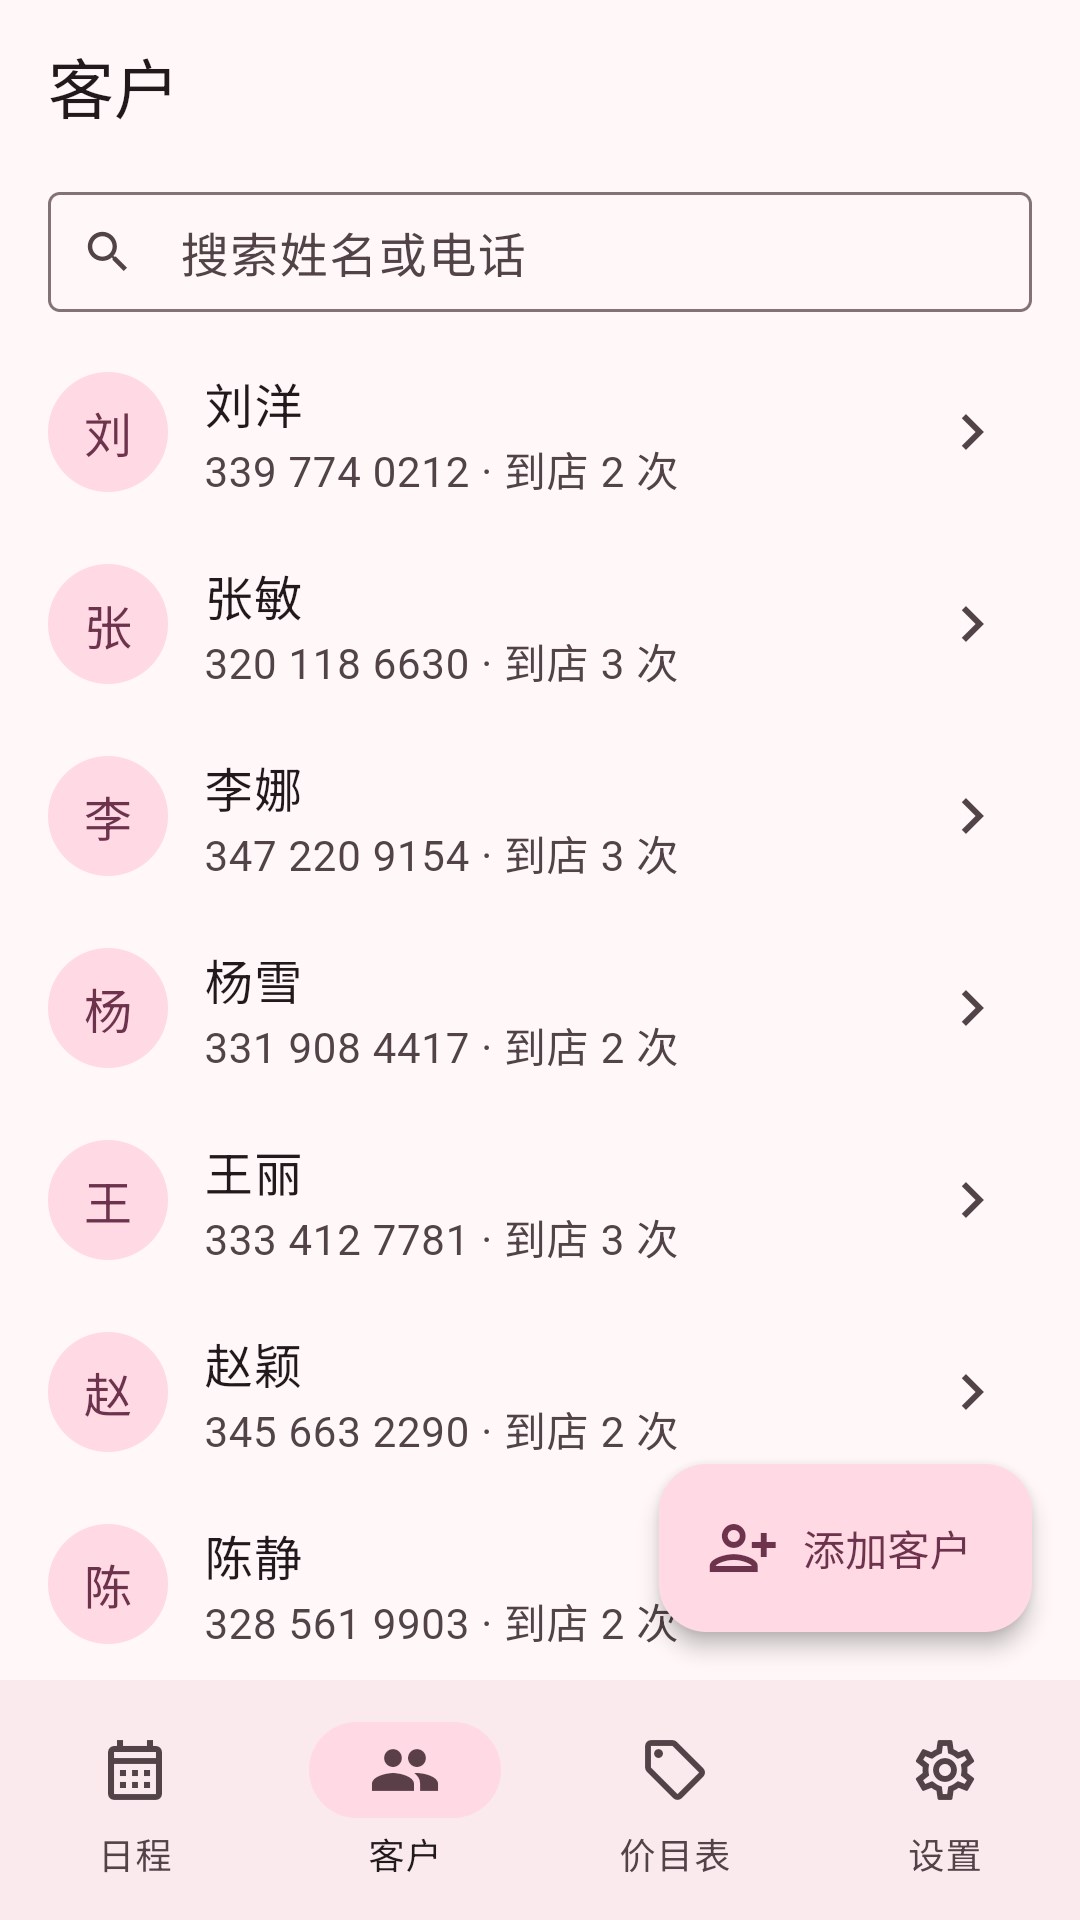 客户
搜索姓名或电话
刘
刘洋
339 774 0212 · 到店 2 次
张
张敏
320 118 6630 · 到店 3 次
李
李娜
347 220 9154 · 到店 3 次
杨
杨雪
331 908 4417 · 到店 2 次
王
王丽
333 412 7781 · 到店 3 次
赵
赵颖
345 663 2290 · 到店 2 次
陈
陈静
328 561 9903 · 到店 2 次
添加客户
日程
客户
价目表
设置